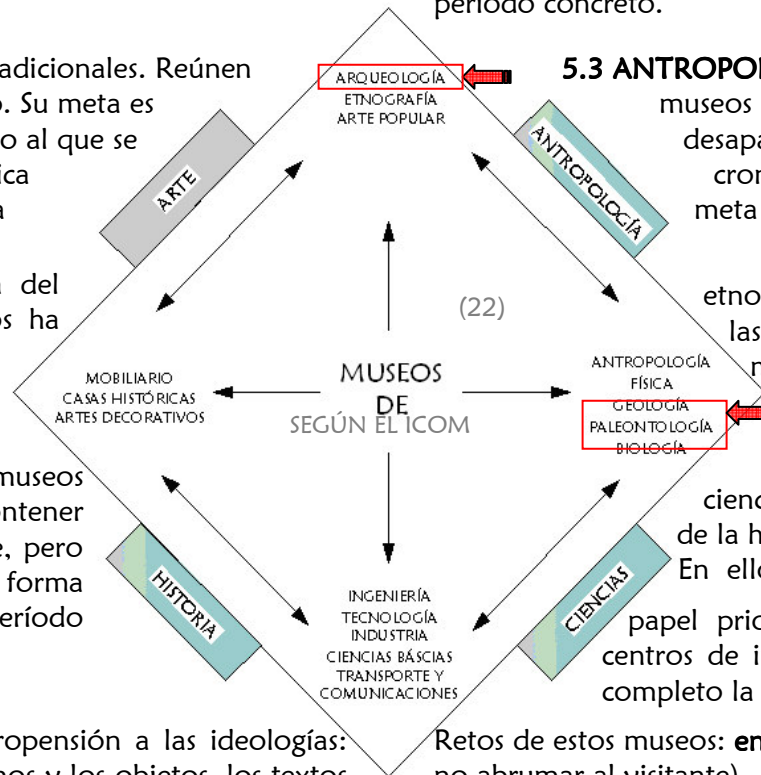 período concreto.
adicionales. Reúnen
o. Su meta es
o al que se
ica
a
del
os ha
museos
ontener
e, pero
forma
eríodo
ropensión a las ideologías:
nos y los objetos, los textos
ARQUEOLOGÍA
ETNOGRAFÍA
ARTE POPULAR
ARTE
ANTROPOLOGÍA
(22)
MUSEOS
DE
SEGÚN EL ICOM
MOBILIARIO
CASAS HISTÓRICAS
ARTES DECORATIVOS
ANTROPOLOGÍA
FÍSICA
GEOLOGÍA
PALEONTOLOGÍA
BIOLOGÍA
HISTORIA
CIENCIAS
INGENIERÍA
TECNOLOGÍA
INDUSTRIA
CIENCIAS BÁSCIAS
TRANSPORTE Y
COMUNICACIONES
5.3 ANTROPO
museos
desapa
cron
meta
etno
las
cienc
de la h
En ello
papel prio
centros de i
completo la
Retos de estos museos: en
no abrumar al visitante)